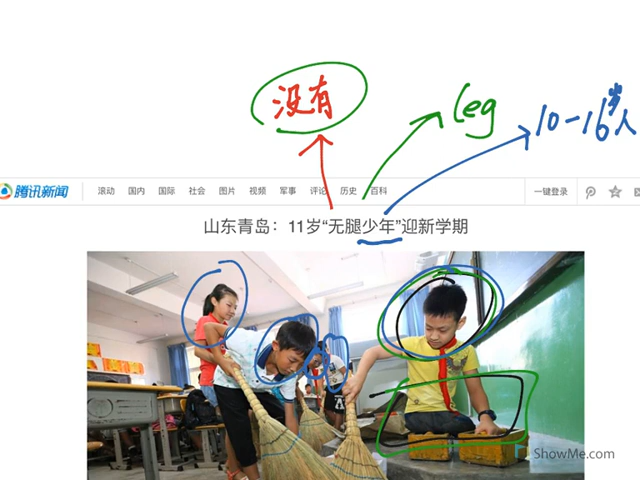 没有
leg
10-16岁人
腾讯新闻 滚动 国内 国际 社会 图片 视频 军事 评论 历史 百科 一键登录
山东青岛：11岁“无腿少年”迎新学期
ShowMe.com